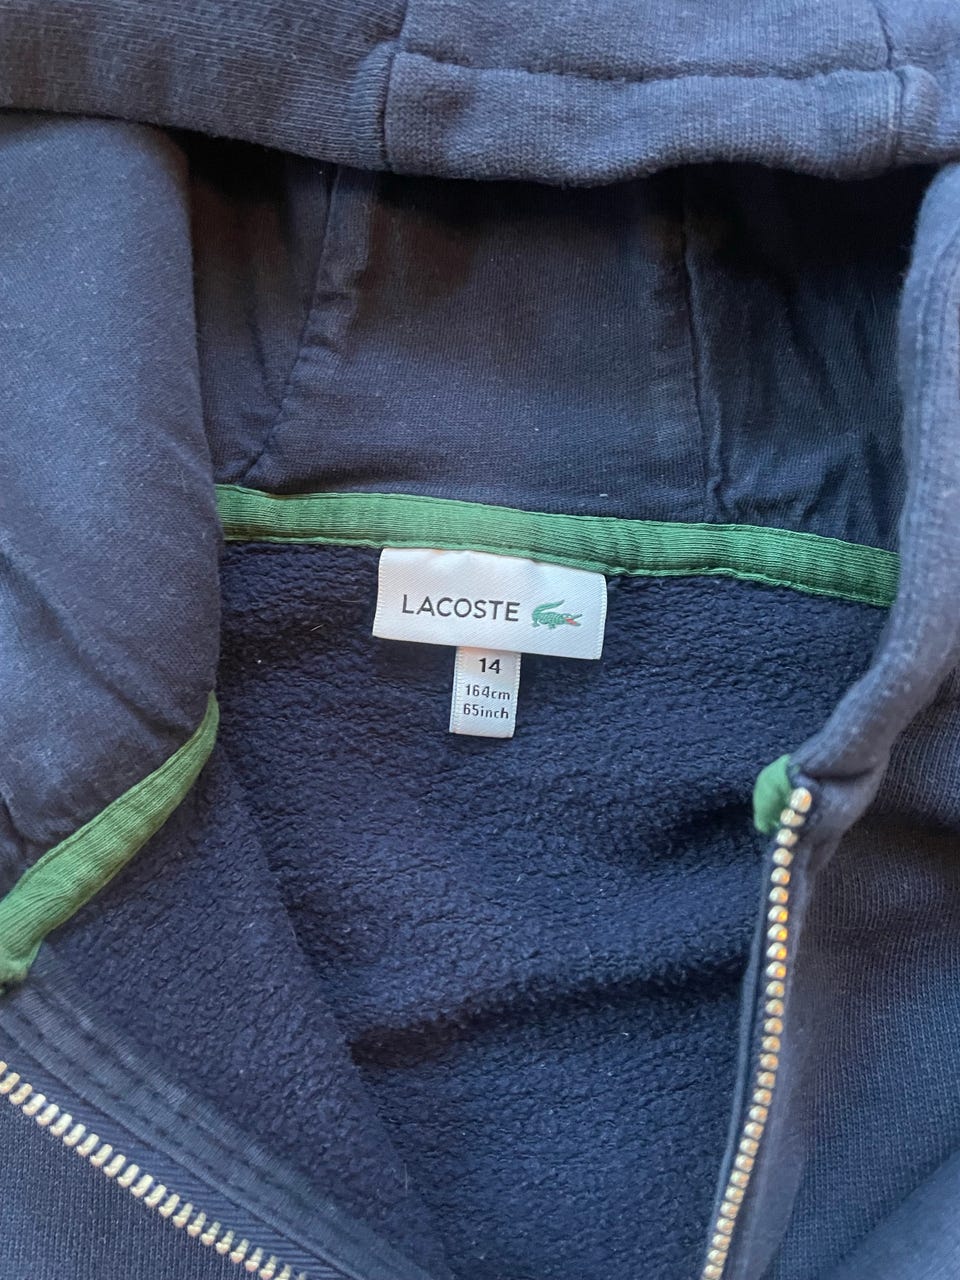 LACOSTE
14
164cm
65inch